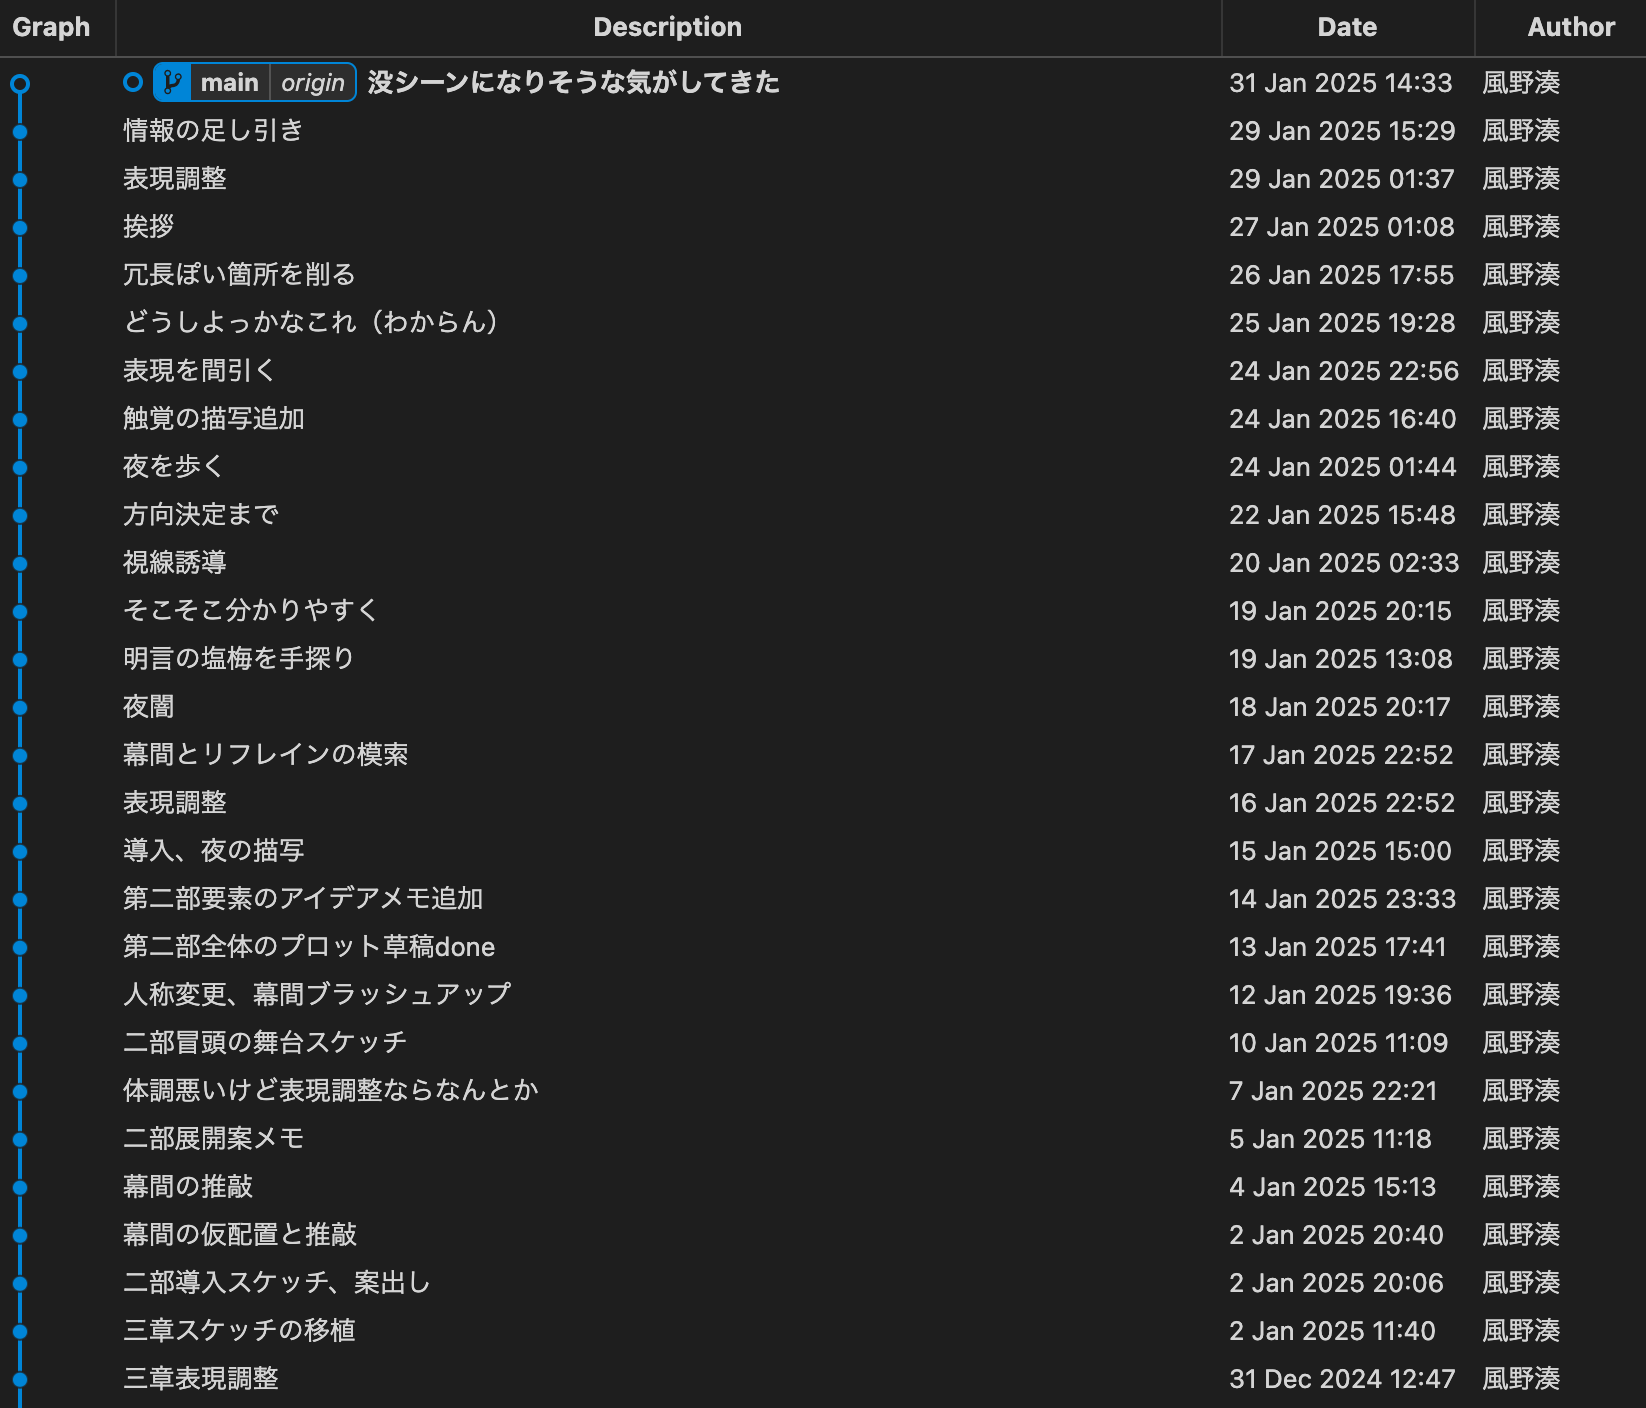 Graph Description Date Author
main origin 没シーンになりそうな気がしてきた 31 Jan 2025 14:33 風野湊
情報の足し引き 29 Jan 2025 15:29 風野湊
表現調整 29 Jan 2025 01:37 風野湊
挨拶 27 Jan 2025 01:08 風野湊
冗長ぽい箇所を削る 26 Jan 2025 17:55 風野湊
どうしよっかなこれ（わからん） 25 Jan 2025 19:28 風野湊
表現を間引く 24 Jan 2025 22:56 風野湊
触覚の描写追加 24 Jan 2025 16:40 風野湊
夜を歩く 24 Jan 2025 01:44 風野湊
方向決定まで 22 Jan 2025 15:48 風野湊
視線誘導 20 Jan 2025 02:33 風野湊
そこそこ分かりやすく 19 Jan 2025 20:15 風野湊
明言の塩梅を手探り 19 Jan 2025 13:08 風野湊
夜闇 18 Jan 2025 20:17 風野湊
幕間とリフレインの模索 17 Jan 2025 22:52 風野湊
表現調整 16 Jan 2025 22:52 風野湊
導入、夜の描写 15 Jan 2025 15:00 風野湊
第二部要素のアイデアメモ追加 14 Jan 2025 23:33 風野湊
第二部全体のプロット草稿done 13 Jan 2025 17:41 風野湊
人称変更、幕間ブラッシュアップ 12 Jan 2025 19:36 風野湊
二部冒頭の舞台スケッチ 10 Jan 2025 11:09 風野湊
体調悪いけど表現調整ならなんとか 7 Jan 2025 22:21 風野湊
二部展開案メモ 5 Jan 2025 11:18 風野湊
幕間の推敲 4 Jan 2025 15:13 風野湊
幕間の仮配置と推敲 2 Jan 2025 20:40 風野湊
二部導入スケッチ、案出し 2 Jan 2025 20:06 風野湊
三章スケッチの移植 2 Jan 2025 11:40 風野湊
三章表現調整 31 Dec 2024 12:47 風野湊